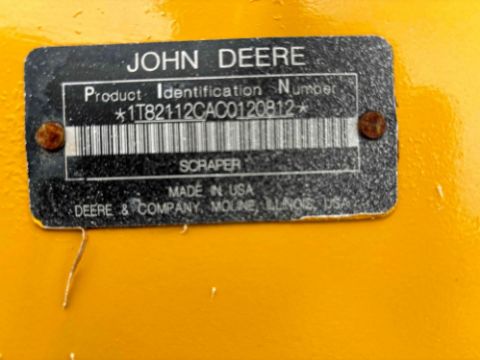 JOHN DEERE
Product Identification Number
*1T82112CAC0120812*
SCRAPER
MADE IN USA
DEERE & COMPANY, MOLINE, ILLINOIS, USA